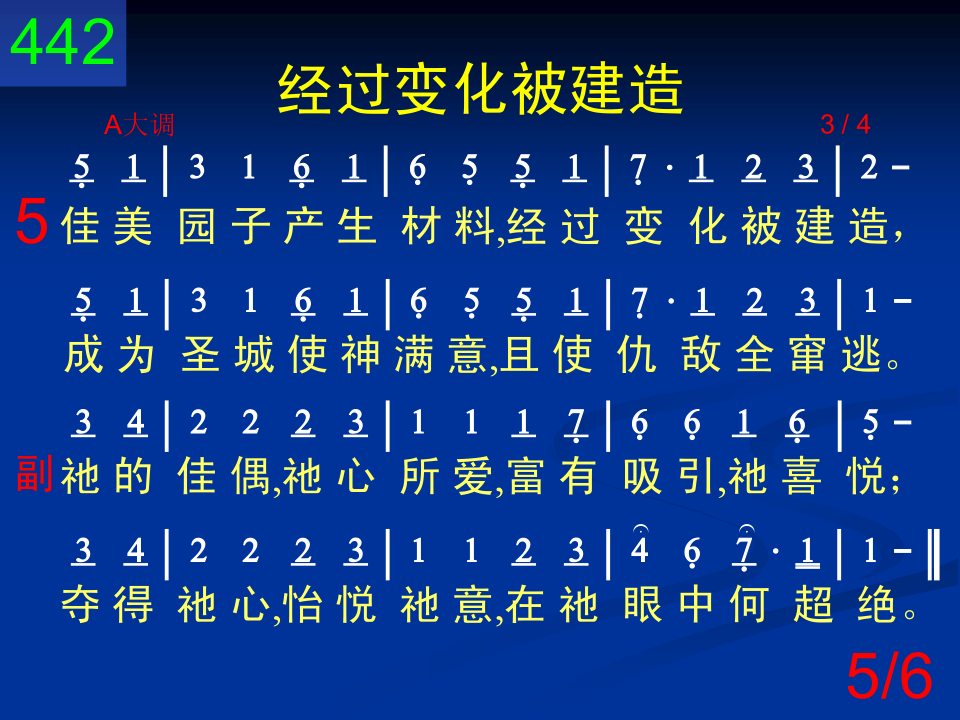 442
经过变化被建造
A大调 3 / 4
5 1 | 3 1 6 1 | 6 5 5 1 | 7 · 1 2 3 | 2 –
5 佳美 园子产生 材料,经过 变 化被建造，
5 1 | 3 1 6 1 | 6 5 5 1 | 7 · 1 2 3 | 1 –
成为 圣城使神满意,且使 仇 敌全窜逃。
3 4 | 2 2 2 3 | 1 1 1 7 | 6 6 1 6 | 5 –
副 祂的 佳偶,祂心 所爱,富有 吸引,祂喜 悦；
3 4 | 2 2 2 3 | 1 1 2 3 | 4 6 7 · 1 | 1 – ‖
夺得 祂心,怡悦 祂意,在祂 眼中何 超 绝。
5/6